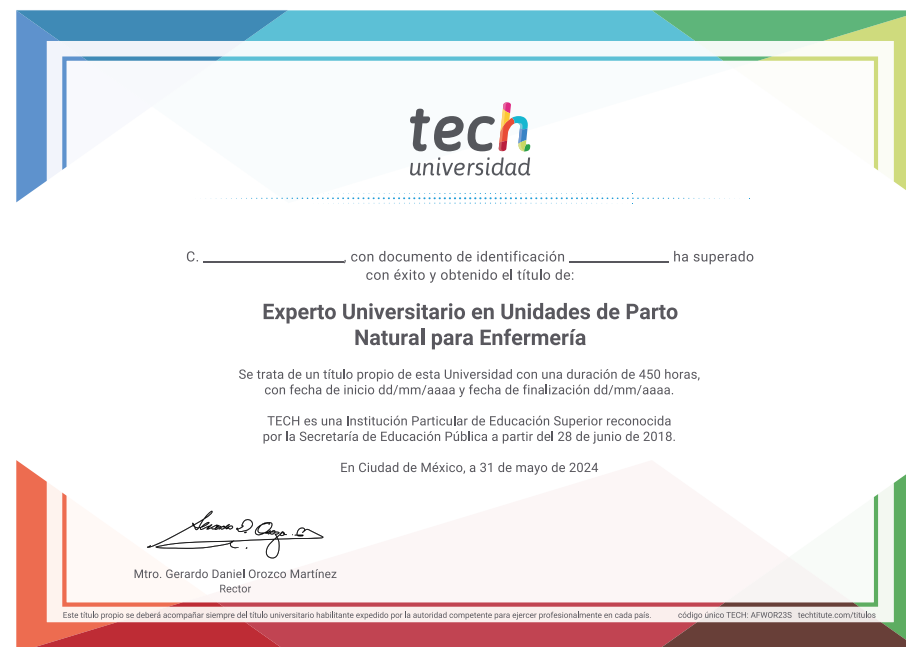 tech
universidad
C. ____________________, con documento de identificación ______________ ha superado
con éxito y obtenido el título de:
Experto Universitario en Unidades de Parto
Natural para Enfermería
Se trata de un título propio de esta Universidad con una duración de 450 horas,
con fecha de inicio dd/mm/aaaa y fecha de finalización dd/mm/aaaa.
TECH es una Institución Particular de Educación Superior reconocida
por la Secretaría de Educación Pública a partir del 28 de junio de 2018.
En Ciudad de México, a 31 de mayo de 2024
Mtro. Gerardo Daniel Orozco Martínez
Rector
Este título propio se deberá acompañar siempre del título universitario habilitante expedido por la autoridad competente para ejercer profesionalmente en cada país. código único TECH: AFWOR23S techtitute.com/titulos